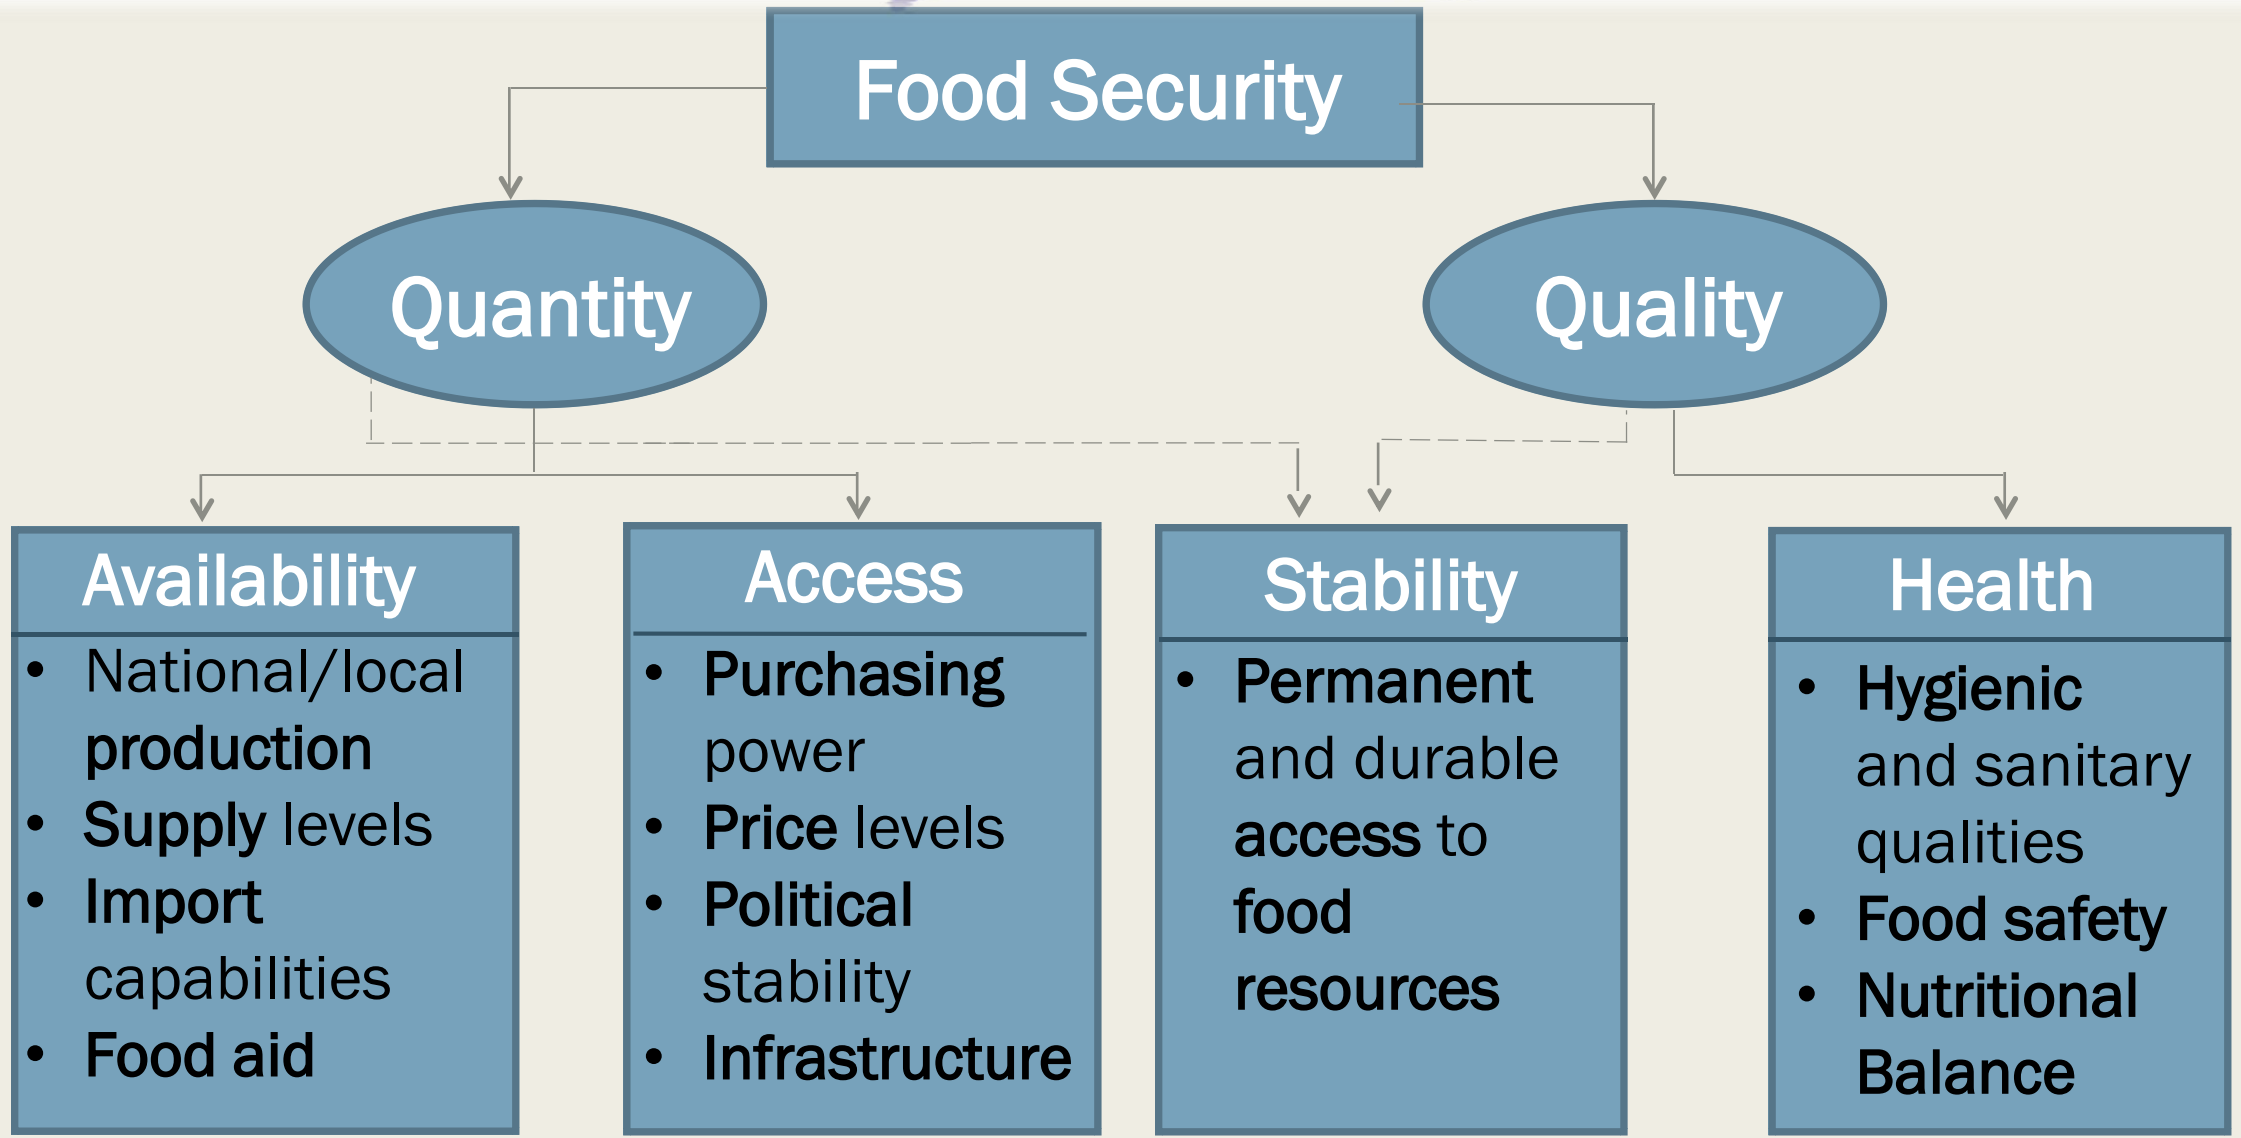 Food Security
Quantity
Quality
Availability
• National/local
production
• Supply levels
• Import
capabilities
• Food aid
Access
• Purchasing
power
• Price levels
• Political
stability
• Infrastructure
Stability
• Permanent
and durable
access to
food
resources
Health
• Hygienic
and sanitary
qualities
• Food safety
• Nutritional
Balance